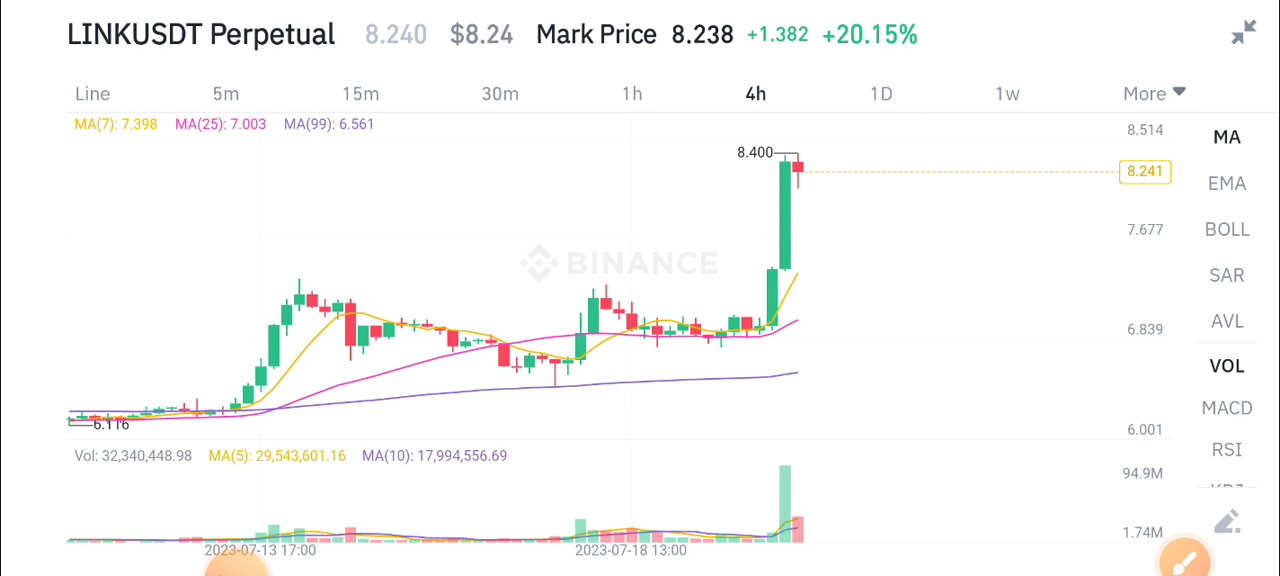 LINKUSDT Perpetual 8.240 $8.24 Mark Price 8.238 +1.382 +20.15%
Line 5m 15m 30m 1h 4h 1D 1w More
MA(7): 7.398 MA(25): 7.003 MA(99): 6.561
8.514
MA
8.400
8.241
EMA
7.677
BOLL
BINANCE
SAR
AVL
6.839
VOL
MACD
6.116
6.001
RSI
Vol: 32,340,448.98 MA(5): 29,543,601.16 MA(10): 17,994,556.69
94.9M
1.74M
2023-07-13 17:00 2023-07-18 13:00